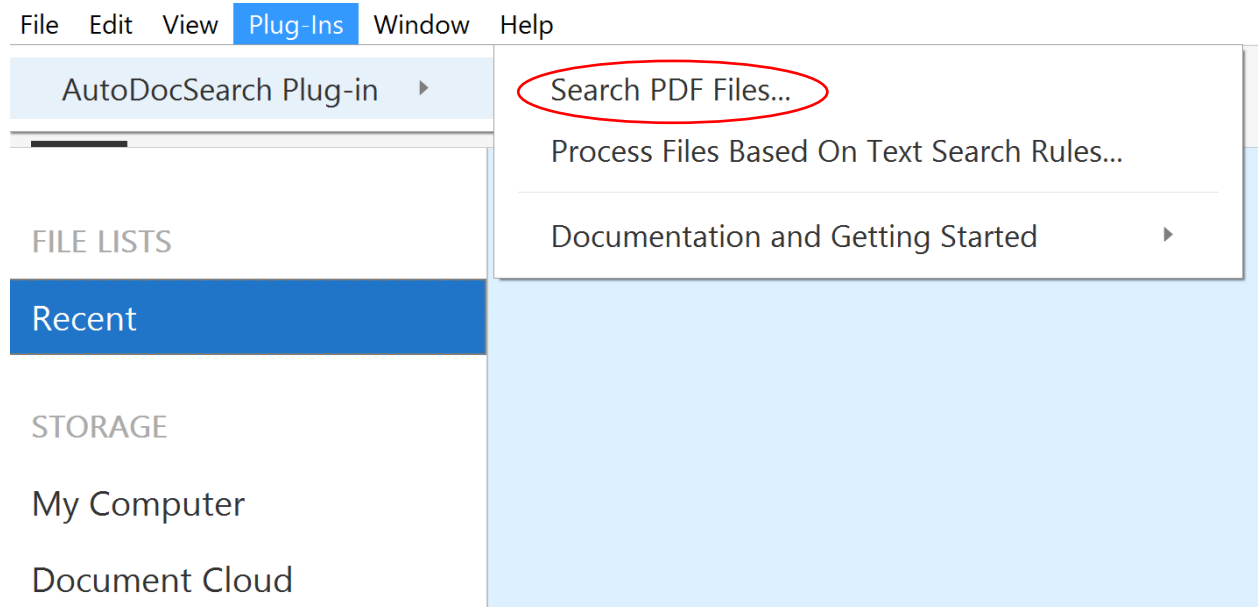 File Edit View Plug-Ins Window Help
AutoDocSearch Plug-in
Search PDF Files...
Process Files Based On Text Search Rules...
Documentation and Getting Started
FILE LISTS
Recent
STORAGE
My Computer
Document Cloud